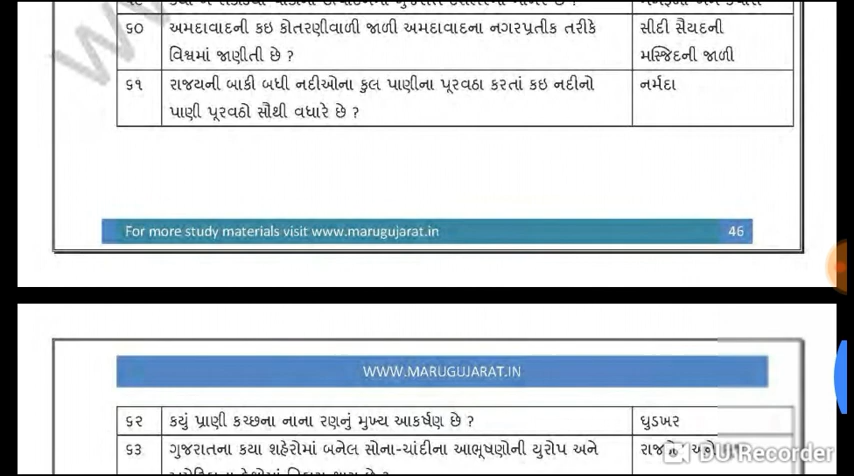 ૬૦ અમદાવાદની કઇ કોતરણીવાળી જાળી અમદાવાદના નગરપ્રતીક તરીકે સીદી સૈયદની
વિશ્વમાં જાણીતી છે ? મસ્જિદની જાળી
૬૧ રાજયની બાકી બધી નદીઓના કુલ પાણીના પૂરવઠા કરતાં કઇ નદીનો નર્મદા
પાણી પૂરવઠો સૌથી વધારે છે ?
For more study materials visit www.marugujarat.in 46
WWW.MARUGUJARAT.IN
૬૨ કયું પ્રાણી કચ્છના નાના રણનું મુખ્ય આકર્ષણ છે ? ઘુડખર
૬૩ ગુજરાતના કયા શહેરોમાં બનેલ સોના-ચાંદીના આભૂષણોની યુરોપ અને
DU Recorder